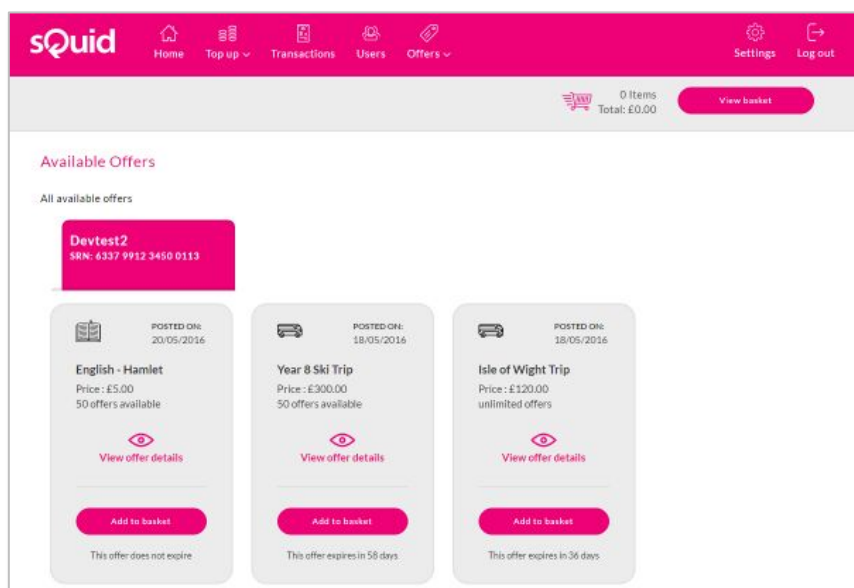 sQuid
Home Top up Transactions Users Offers Settings Log out
0 Items
Total: £0.00
View basket
Available Offers
All available offers
Devtest2
SRN: 6337 9912 3450 0113
POSTED ON:
20/05/2016
English - Hamlet
Price : £5.00
50 offers available
View offer details
Add to basket
This offer does not expire
POSTED ON:
18/05/2016
Year 8 Ski Trip
Price : £300.00
50 offers available
View offer details
Add to basket
This offer expires in 58 days
POSTED ON:
18/05/2016
Isle of Wight Trip
Price : £120.00
unlimited offers
View offer details
Add to basket
This offer expires in 36 days